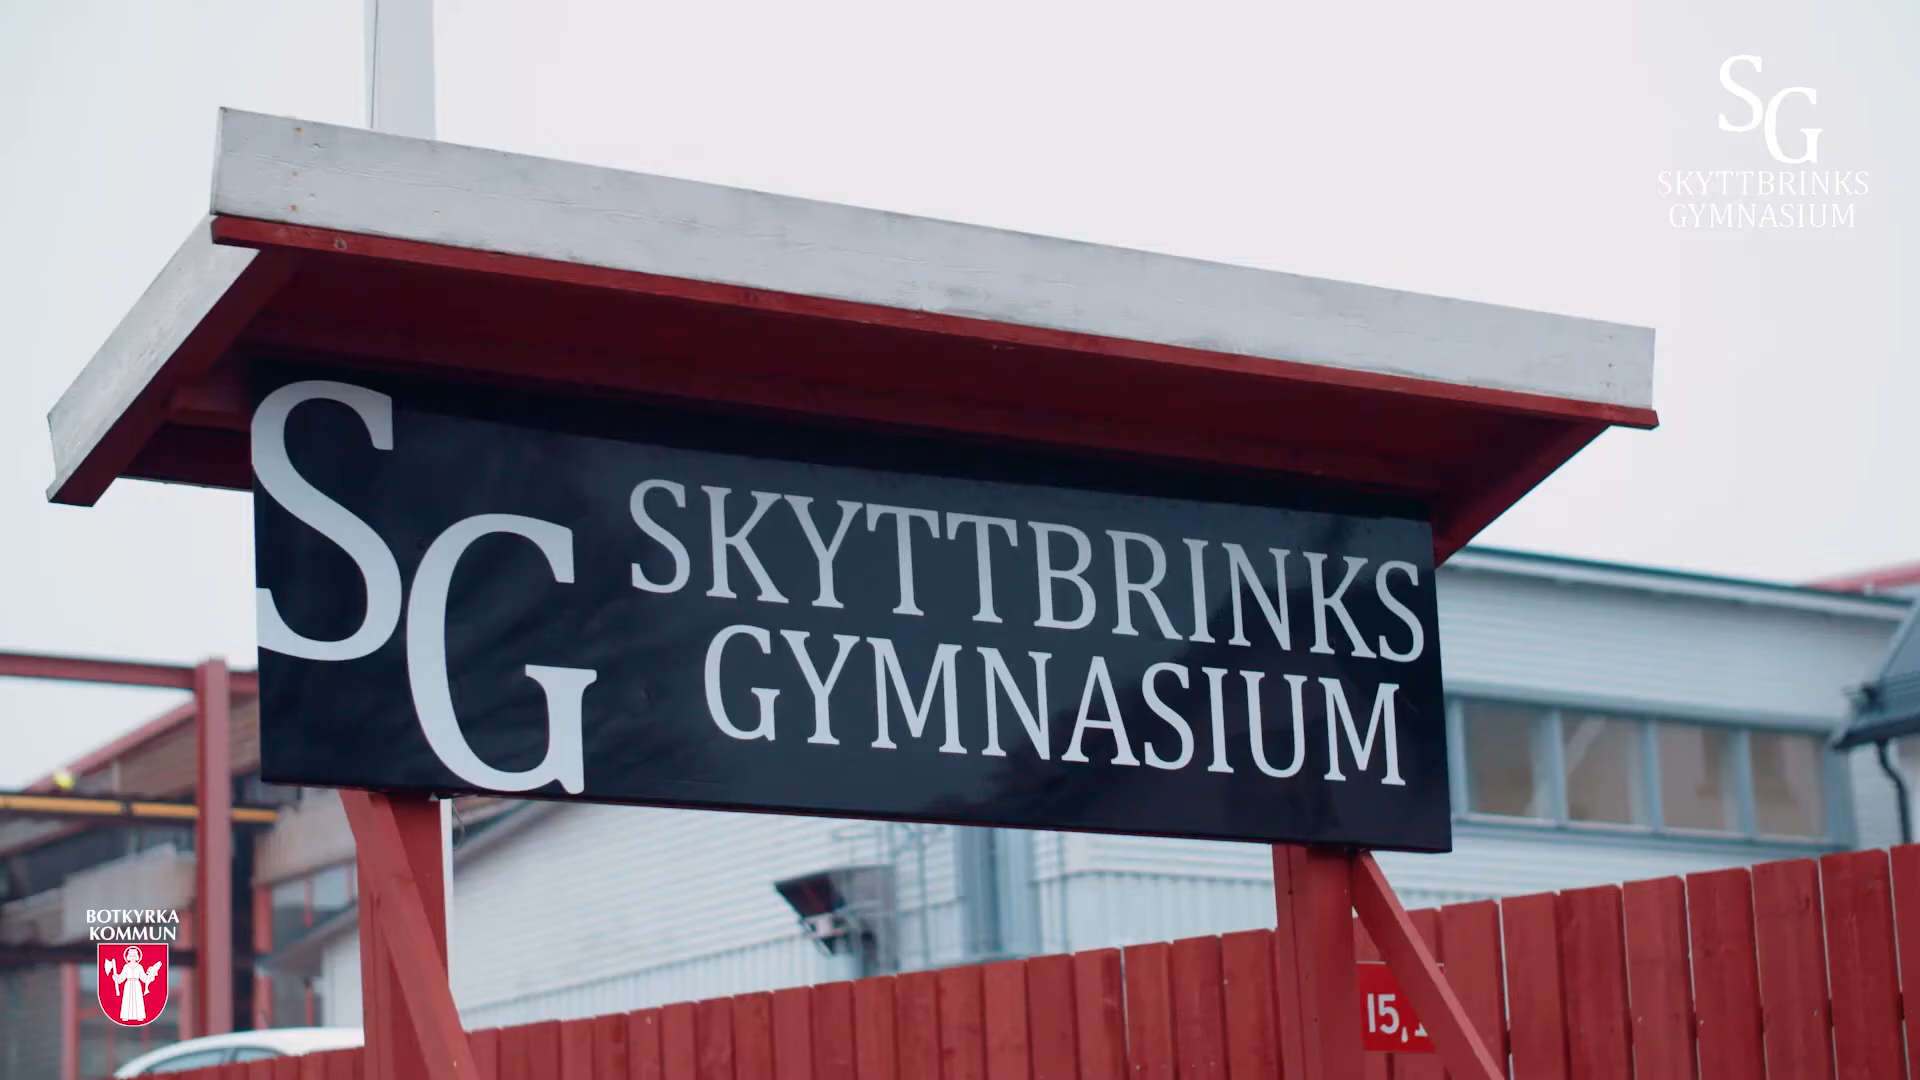 SG
SKYTTBRINKS
GYMNASIUM
SG
SKYTTBRINKS
GYMNASIUM
BOTKYRKA
KOMMUN